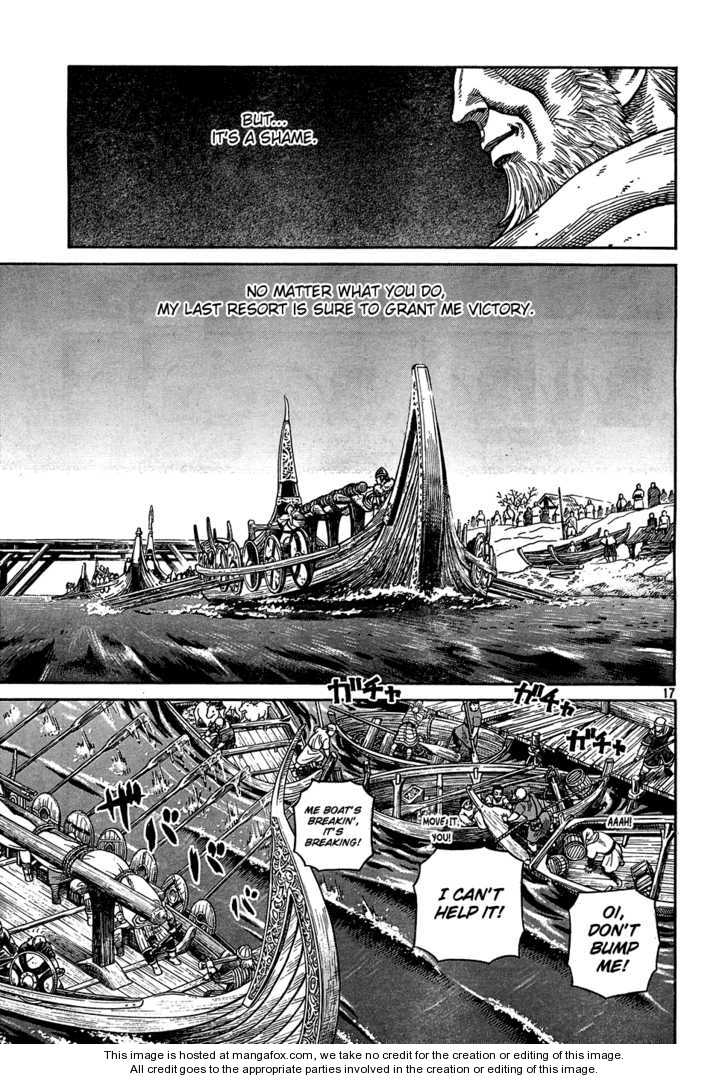 BUT...
IT'S A SHAME.
NO MATTER WHAT YOU DO,
MY LAST RESORT IS SURE TO GRANT ME VICTORY.
17
ガチャ
ガチャ
ガチャ
ザバババ
ME BOAT'S
BREAKIN',
IT'S
BREAKING!
MOVE IT,
YOU!
AAAH!
I CAN'T
HELP IT!
OI,
DON'T
BUMP
ME!
This image is hosted at mangafox.com, we take no credit for the creation or editing of this image.
All credit goes to the appropriate parties involved in the creation or editing of this image.